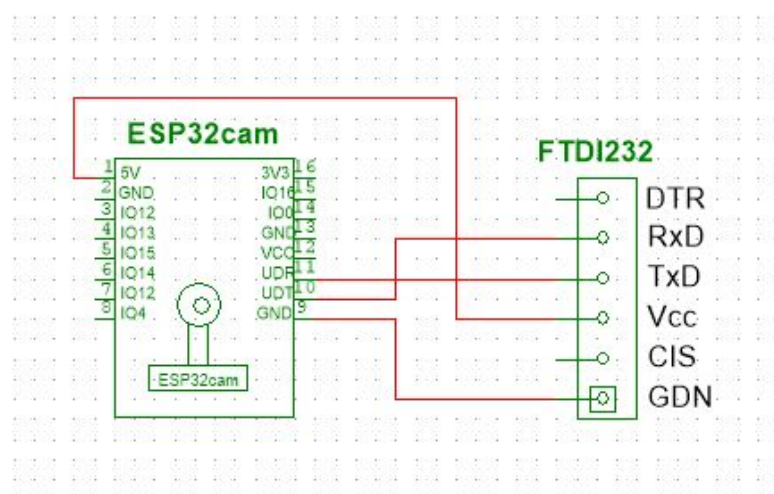 ESP32cam
FTDI232
1 5V 3V3 16
2 GND IO16 15
3 IO12 IO0 14
4 IO13 GND 13
5 IO15 VCC 12
6 IO14 UDR 11
7 IO12 UDT 10
8 IO4 GND 9
ESP32cam
DTR
RxD
TxD
Vcc
CIS
GDN